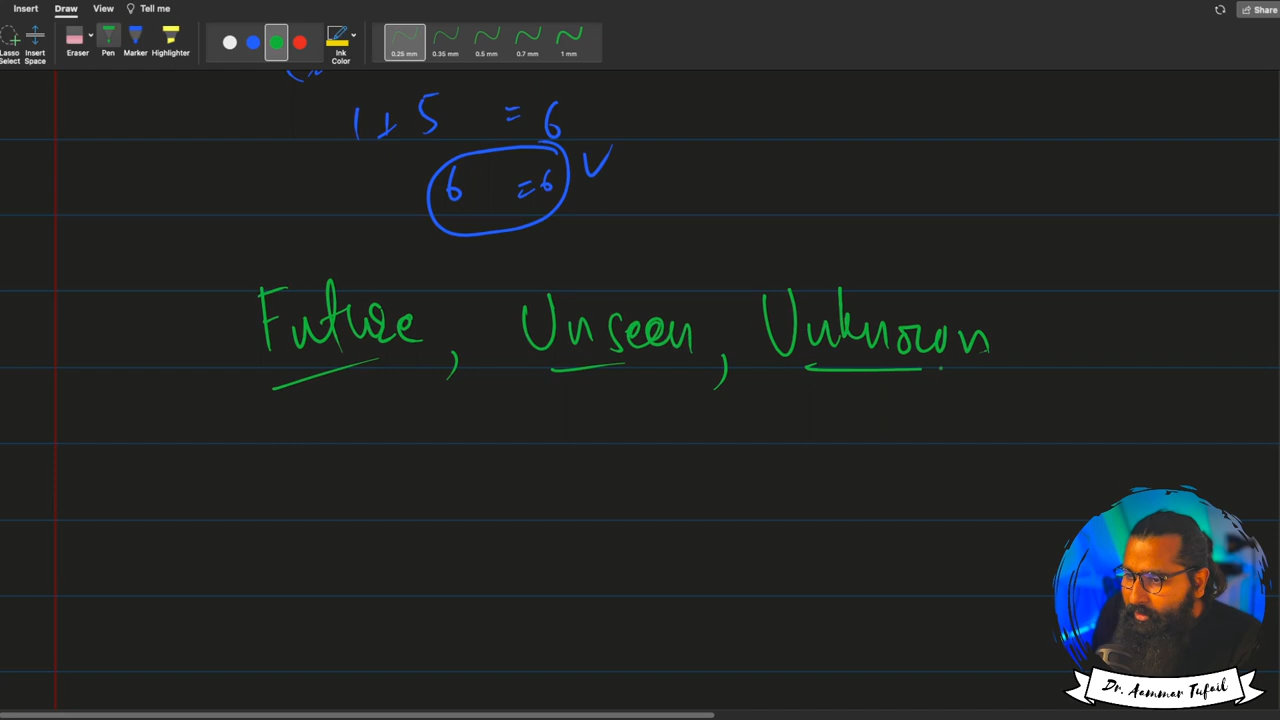 Insert Draw View Tell me Share
Lasso Select Insert Space Eraser Pen Marker Highlighter Ink Color 0.25 mm 0.35 mm 0.5 mm 0.7 mm 1 mm
1 + 5 = 6
6 = 6
Future, Unseen, Unknown
Dr. Aammar Tufail